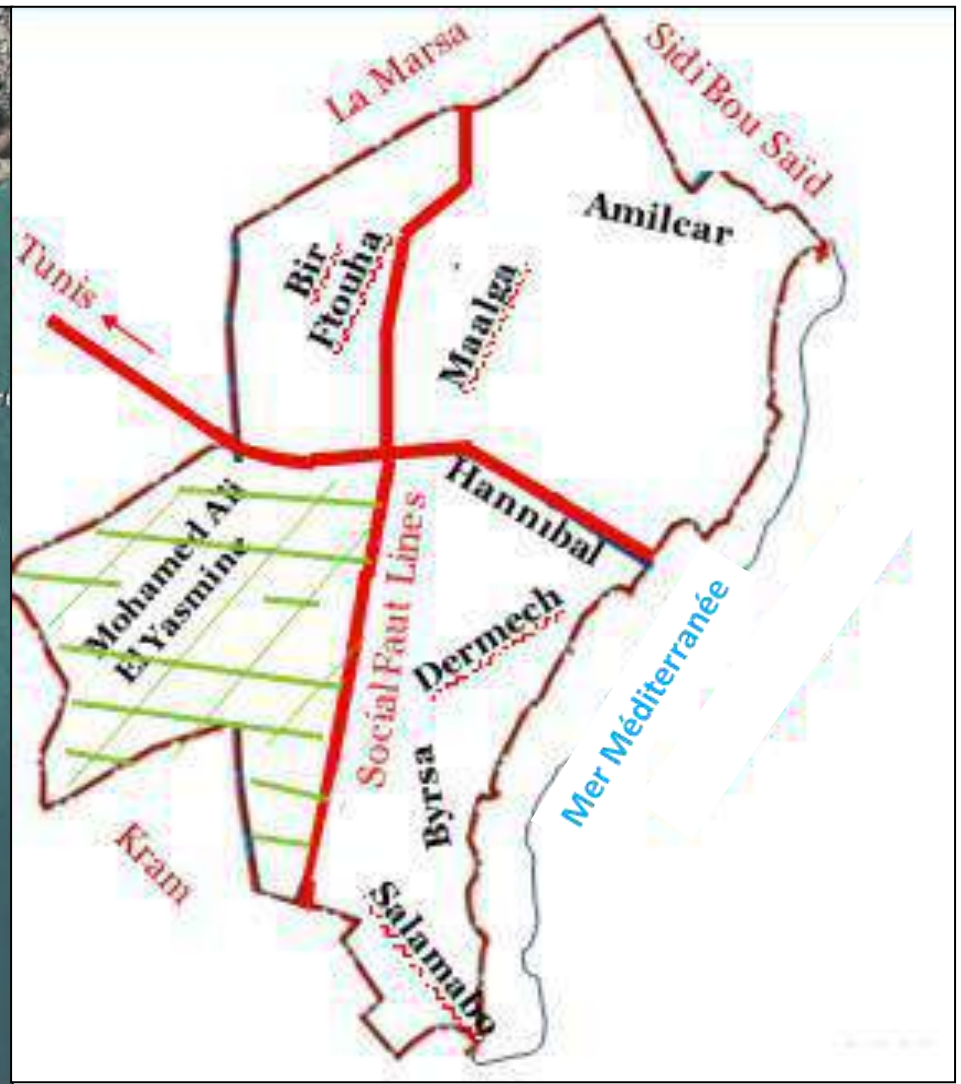 La Marsa
Sidi Bou Saïd
Amilcar
Bir
Ftouha
Tunis
Maalga
Hannibal
Mohamed Ali
El Yasmine
Social Faut Lines
Dermech
Mer Méditerranée
Byrsa
Kram
Salamabo